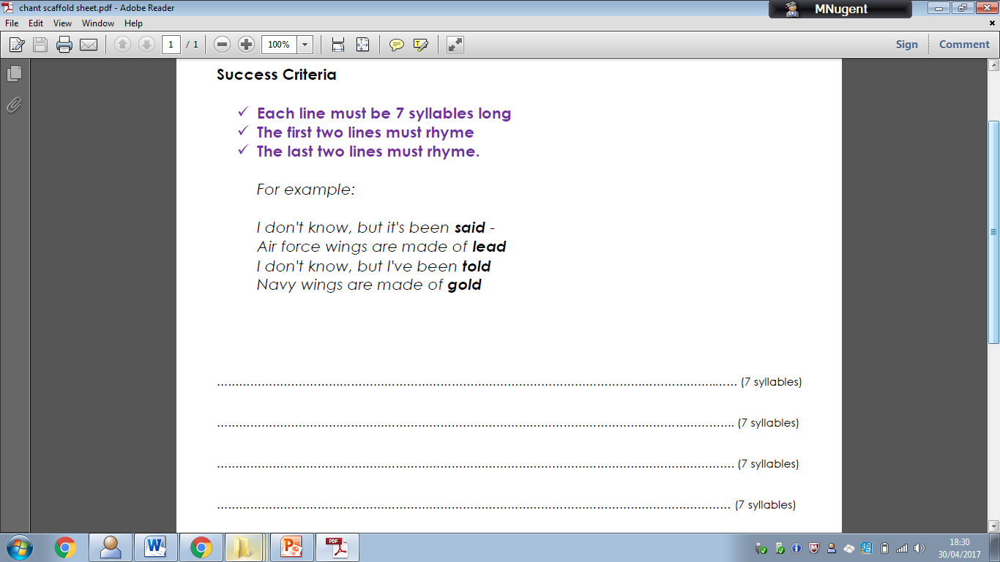 chant scaffold sheet.pdf - Adobe Reader
MNugent
File Edit View Window Help
1 / 1
100%
Sign Comment
Success Criteria
✓ Each line must be 7 syllables long
✓ The first two lines must rhyme
✓ The last two lines must rhyme.
For example:
I don't know, but it's been said -
Air force wings are made of lead
I don't know, but I've been told
Navy wings are made of gold
…………………………………………………………………………………………………………………..…… (7 syllables)
……………………………………………………………………………………………………………………….. (7 syllables)
………………………………………………………………………………………………………………………. (7 syllables)
……………………………………………………………………………………………………………………… (7 syllables)
18:30
30/04/2017